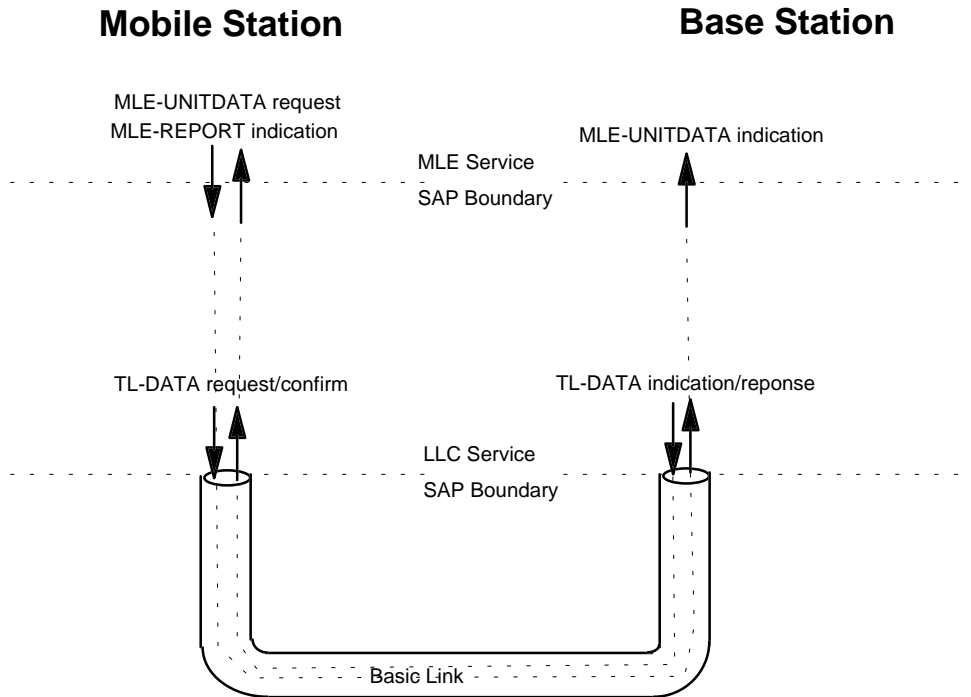 Mobile Station
Base Station
MLE-UNITDATA request
MLE-REPORT indication
MLE-UNITDATA indication
MLE Service
SAP Boundary
TL-DATA request/confirm
TL-DATA indication/reponse
LLC Service
SAP Boundary
Basic Link